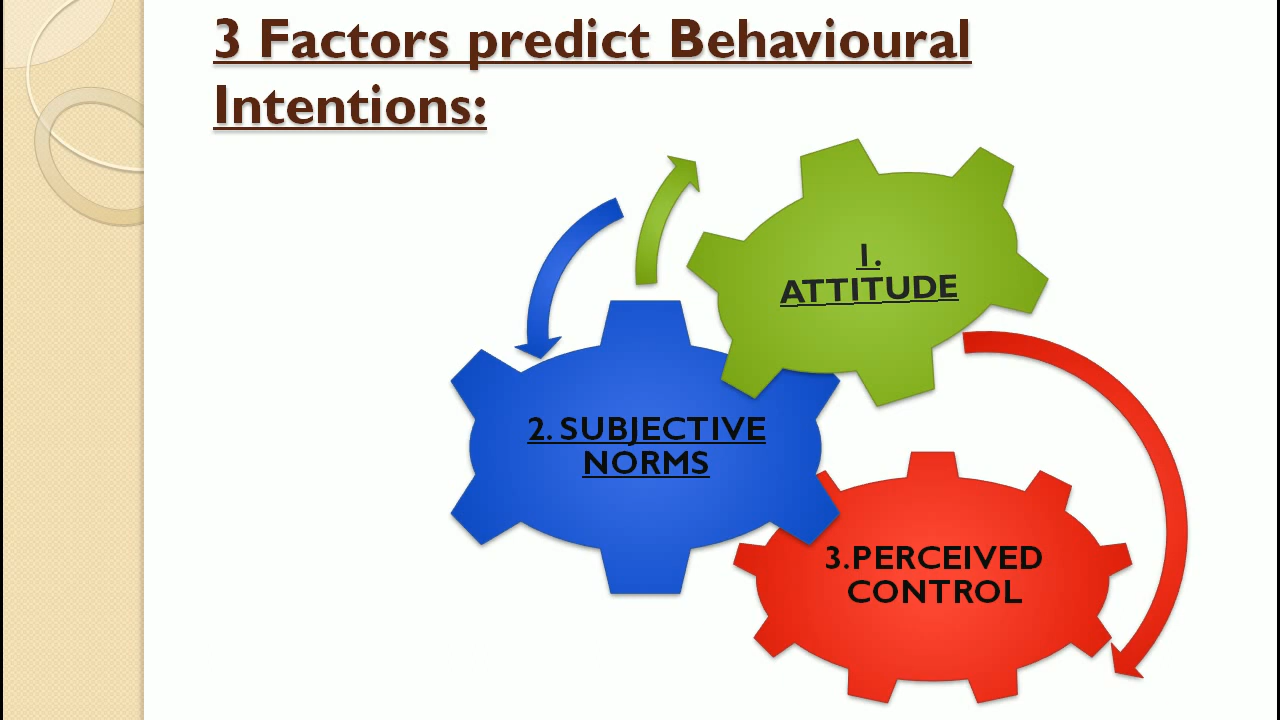 3 Factors predict Behavioural
Intentions:
1.
ATTITUDE
2. SUBJECTIVE
NORMS
3.PERCEIVED
CONTROL